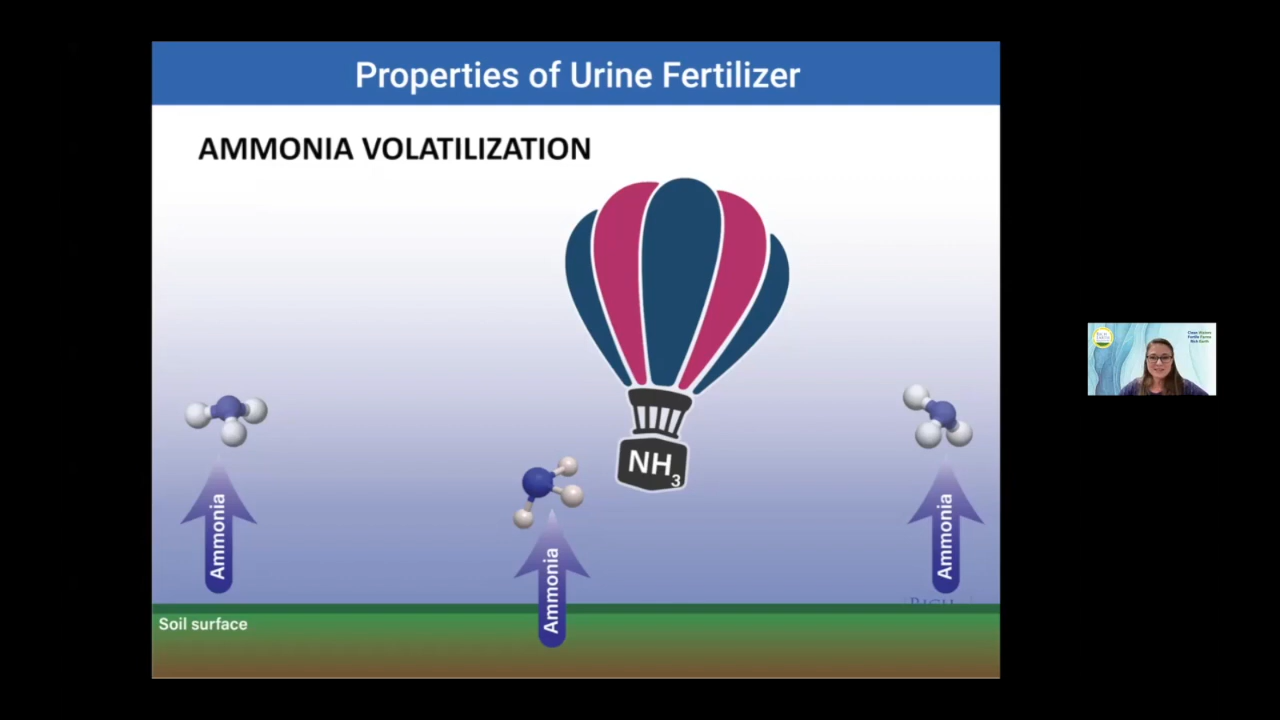 Properties of Urine Fertilizer
AMMONIA VOLATILIZATION
NH3
Ammonia
Ammonia
Ammonia
Soil surface